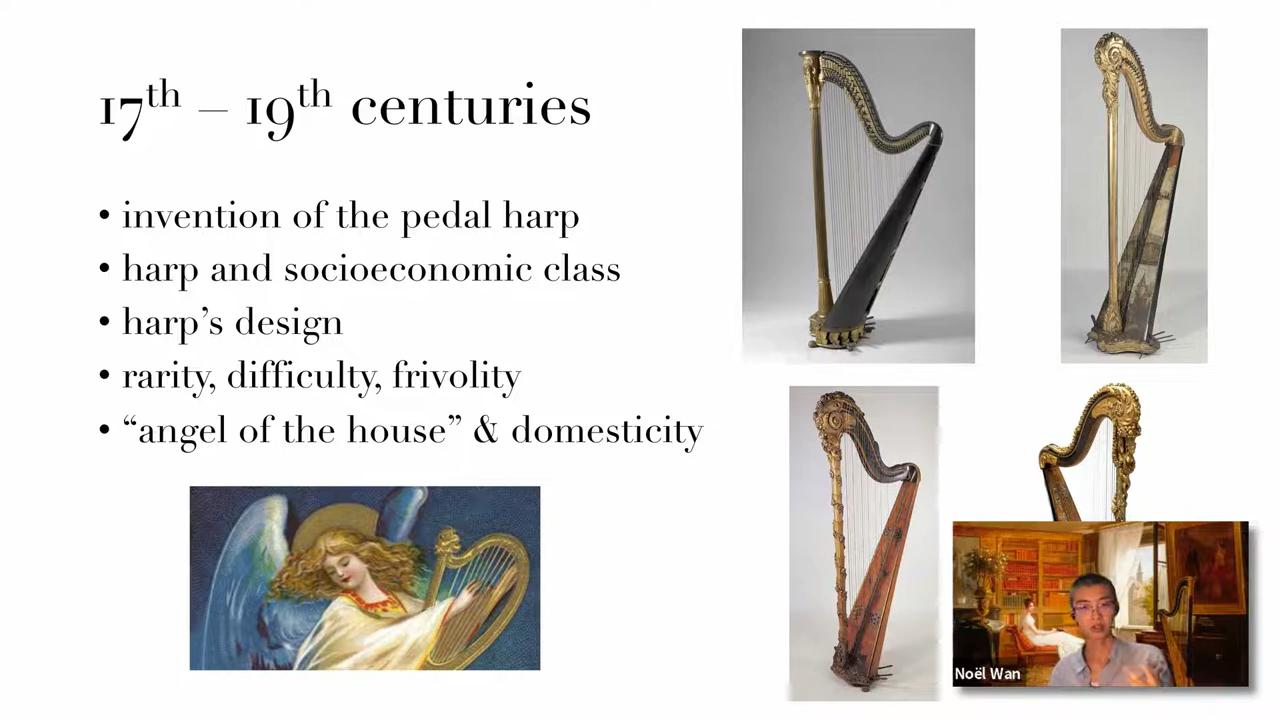 17th – 19th centuries
• invention of the pedal harp
• harp and socioeconomic class
• harp’s design
• rarity, difficulty, frivolity
• “angel of the house” & domesticity
Noël Wan